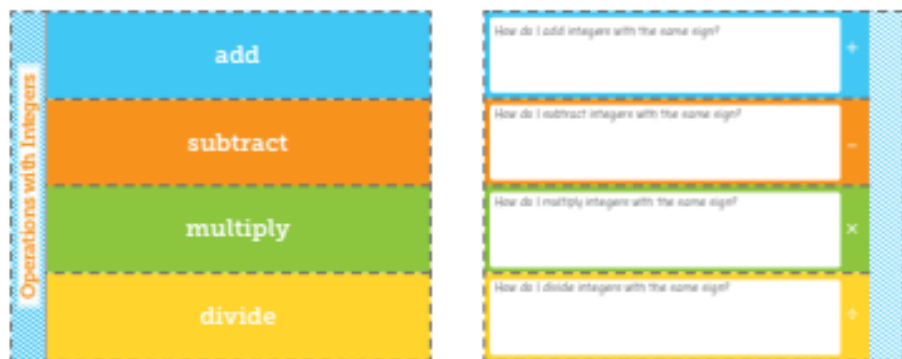 Operations with Integers
add
subtract
multiply
divide
How do I add integers with the same sign?
+
How do I subtract integers with the same sign?
-
How do I multiply integers with the same sign?
×
How do I divide integers with the same sign?
÷